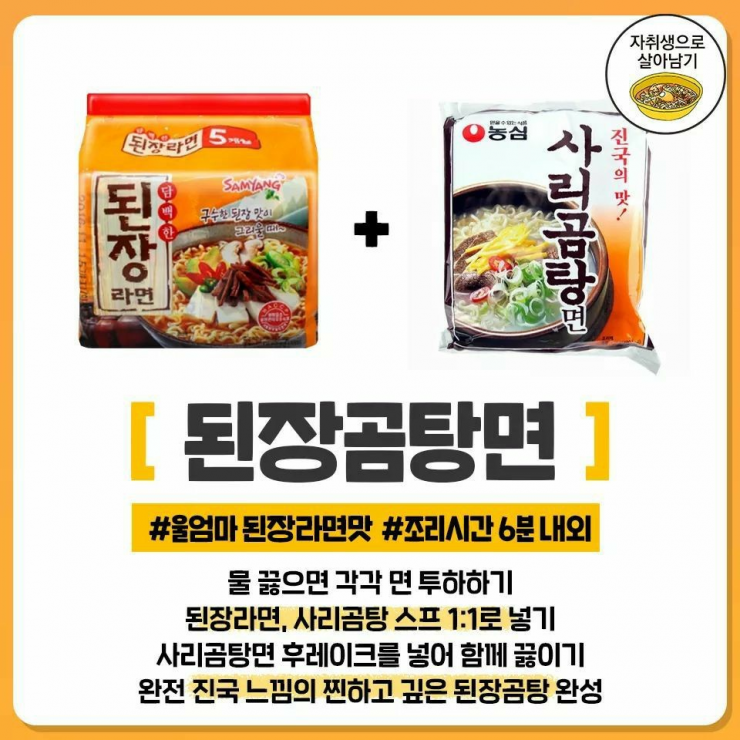 자취생으로
살아남기
된장라면 5개입
SAMYANG
구수한 된장 맛이
그리울 때~
담백한
된장
라면
+
농심
진국의 맛!
사리곰탕면
[ 된장곰탕면 ]
#울엄마 된장라면맛 #조리시간 6분 내외
물 끓으면 각각 면 투하하기
된장라면, 사리곰탕 스프 1:1로 넣기
사리곰탕면 후레이크를 넣어 함께 끓이기
완전 진국 느낌의 찐하고 깊은 된장곰탕 완성